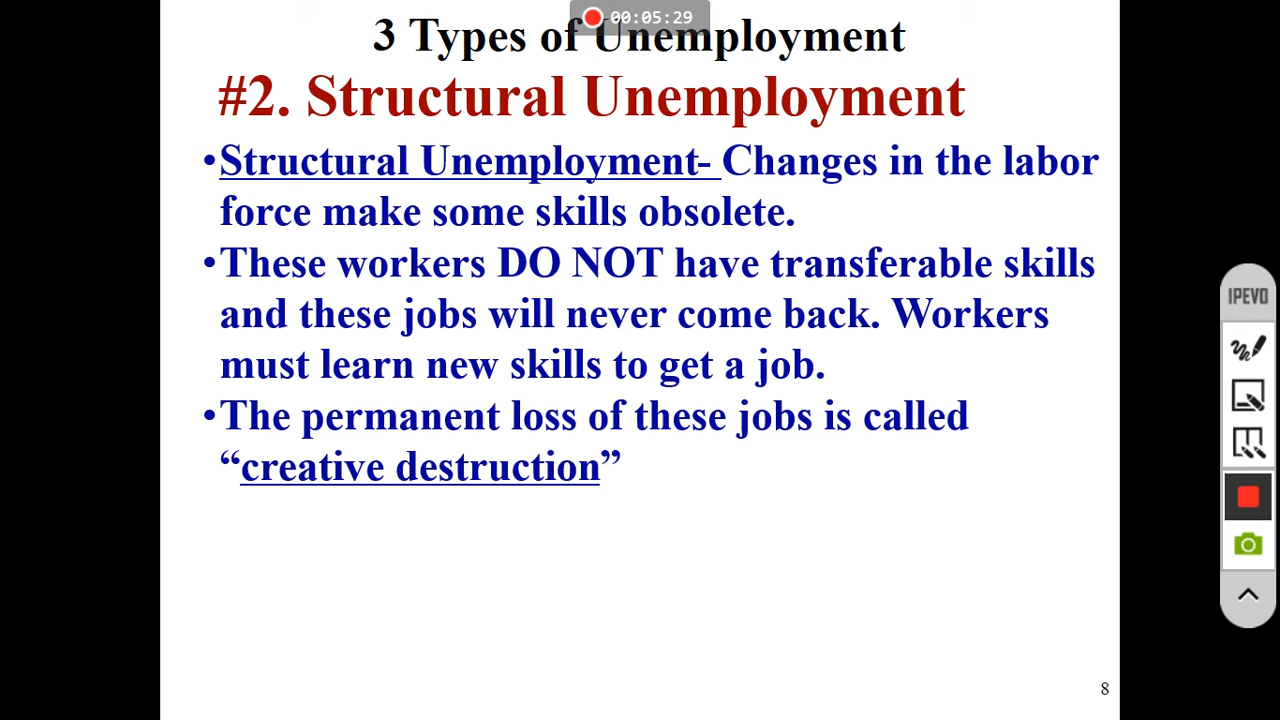 00:05:29
3 Types of Unemployment
#2. Structural Unemployment
•Structural Unemployment- Changes in the labor
force make some skills obsolete.
•These workers DO NOT have transferable skills
and these jobs will never come back. Workers
must learn new skills to get a job.
•The permanent loss of these jobs is called
“creative destruction”
IPEVO
8